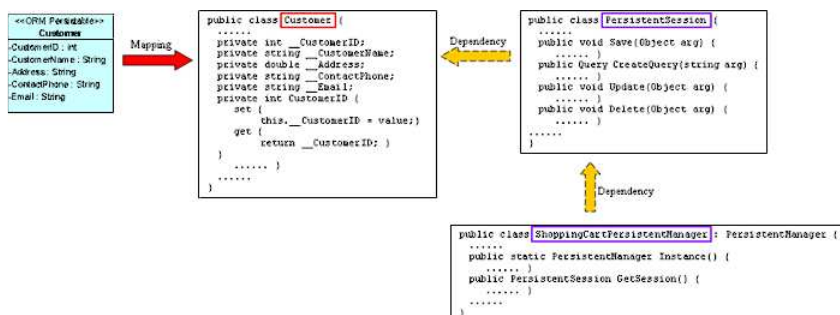 <<ORM Persistable>>
Customer
-CustomerID : int
-CustomerName : String
-Address : String
-ContactPhone : String
-Email : String
Mapping
public class Customer {
......
private int __CustomerID;
private string __CustomerName;
private double __Address;
private string __ContactPhone;
private string __Email;
private int CustomerID {
set {
this.__CustomerID = value;}
get {
return __CustomerID; }
}
...... }
......
}
Dependency
public class PersistentSession {
......
public void Save(Object arg) {
...... }
public Query CreateQuery(string arg) {
...... }
public void Update(Object arg) {
...... }
public void Delete(Object arg) {
...... }
......
}
Dependency
public class ShoppingCartPersistentManager : PersistentManager {
......
public static PersistentManager Instance() {
...... }
public PersistentSession GetSession() {
...... }
......
}